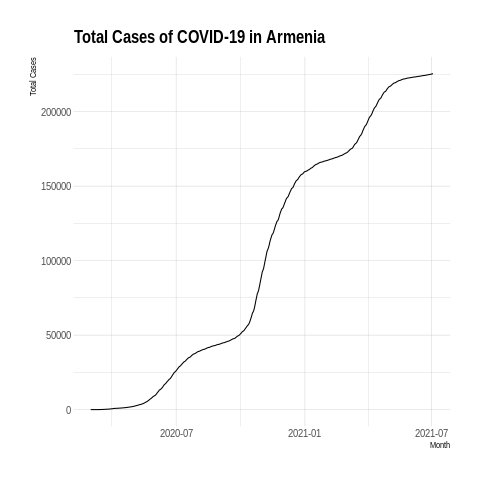 Total Cases of COVID-19 in Armenia
Total Cases
200000
150000
100000
50000
0
2020-07
2021-01
2021-07
Month